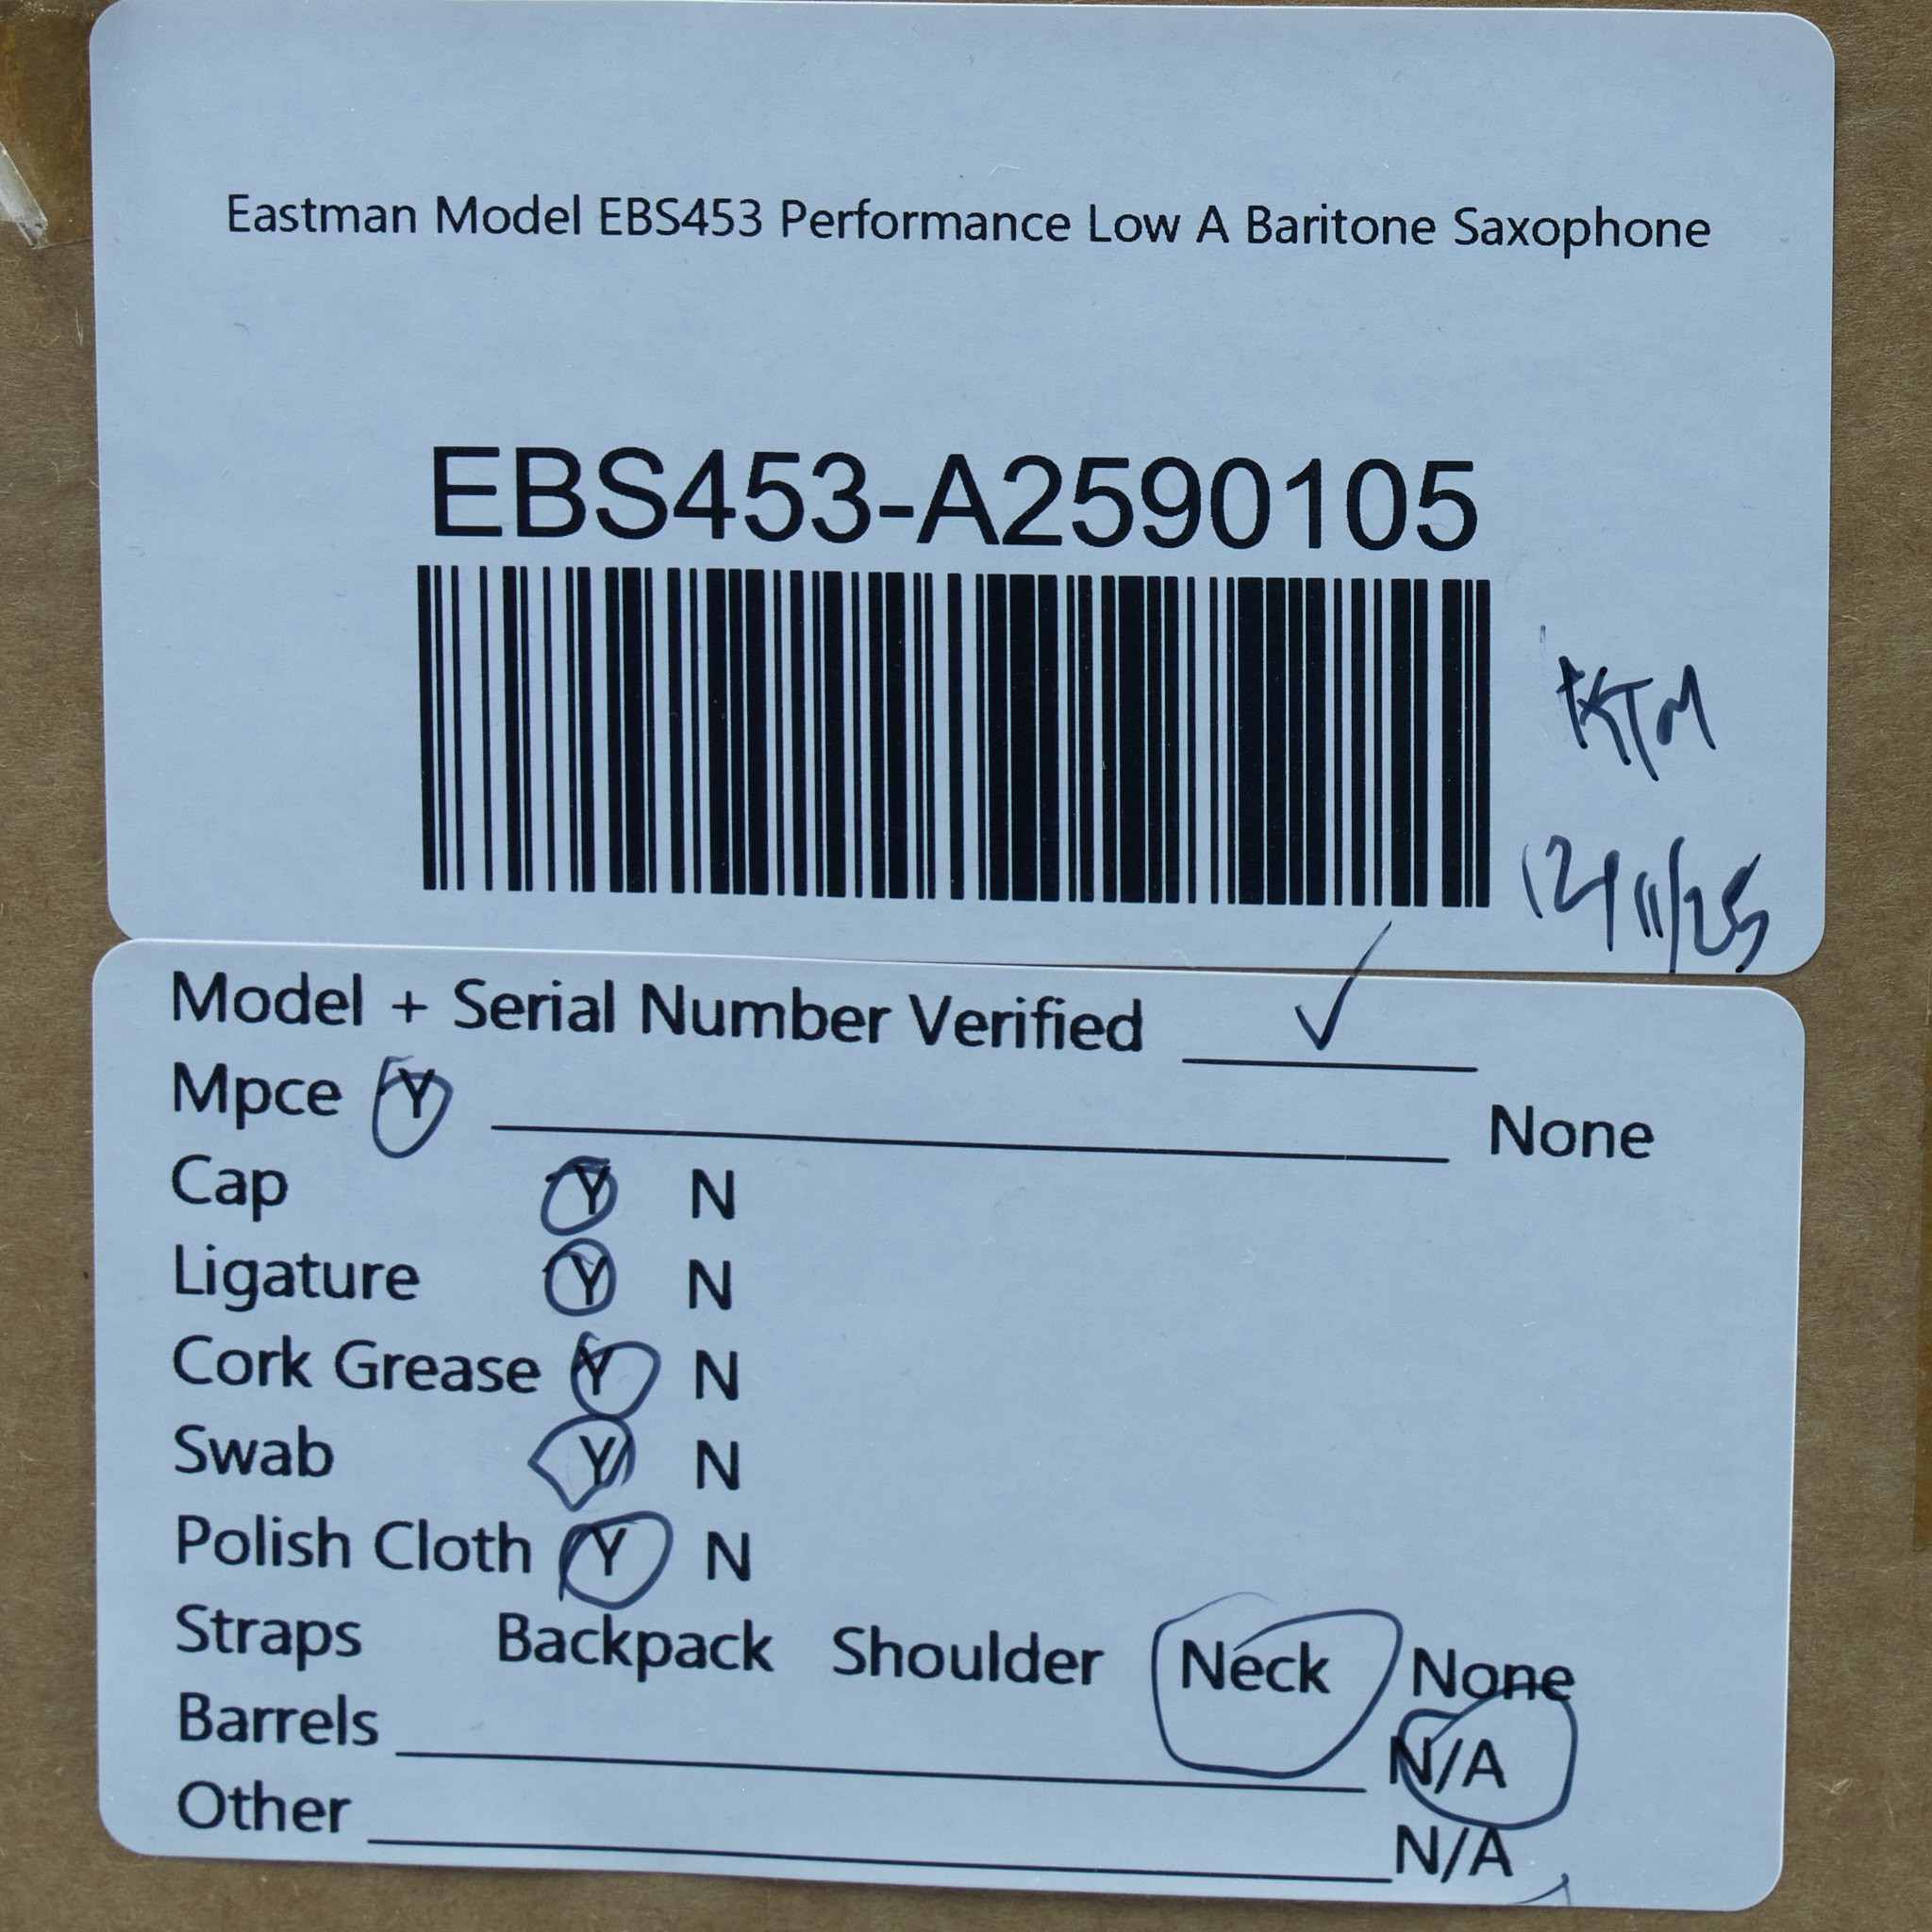 Eastman Model EBS453 Performance Low A Baritone Saxophone
EBS453-A2590105
KTM
12/11/25
Model + Serial Number Verified ✓
Mpce Y None
Cap Y N
Ligature Y N
Cork Grease Y N
Swab Y N
Polish Cloth Y N
Straps Backpack Shoulder Neck None
Barrels N/A
Other N/A